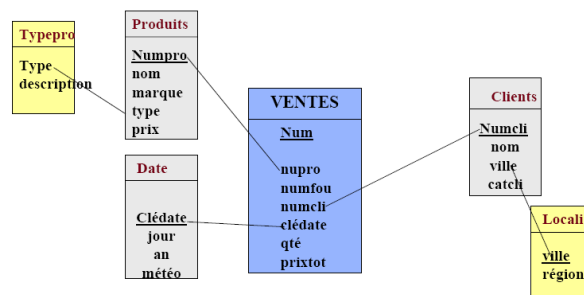 Typepro
Type
description
Produits
Numpro
nom
marque
type
prix
Date
Clédate
jour
an
météo
VENTES
Num
nupro
numfou
numcli
clédate
qté
prixtot
Clients
Numcli
nom
ville
catcli
Locali
ville
région